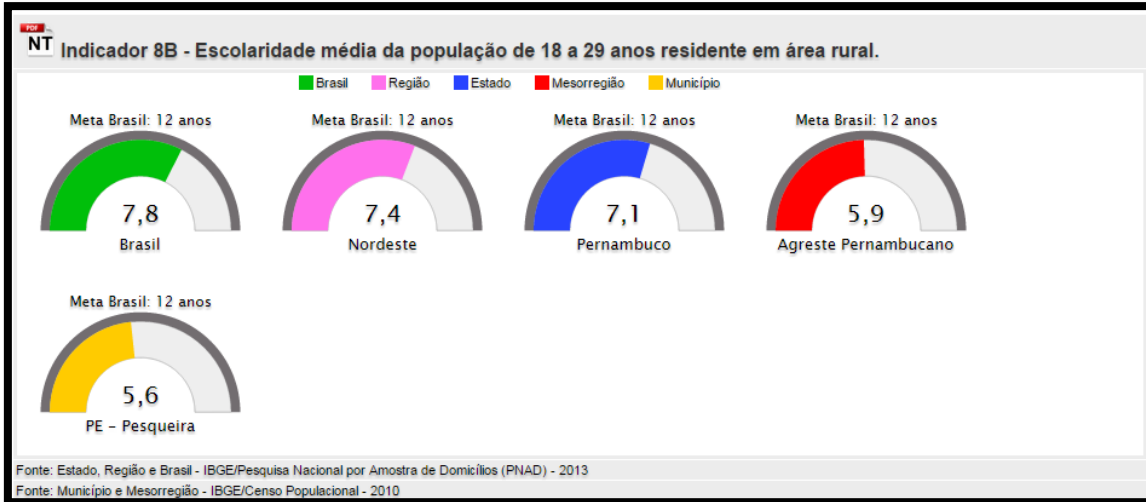 PDF
NT Indicador 8B - Escolaridade média da população de 18 a 29 anos residente em área rural.
Brasil Região Estado Mesorregião Município
Meta Brasil: 12 anos Meta Brasil: 12 anos Meta Brasil: 12 anos Meta Brasil: 12 anos
7,8 7,4 7,1 5,9
Brasil Nordeste Pernambuco Agreste Pernambucano
Meta Brasil: 12 anos
5,6
PE – Pesqueira
Fonte: Estado, Região e Brasil - IBGE/Pesquisa Nacional por Amostra de Domicílios (PNAD) - 2013
Fonte: Município e Mesorregião - IBGE/Censo Populacional - 2010